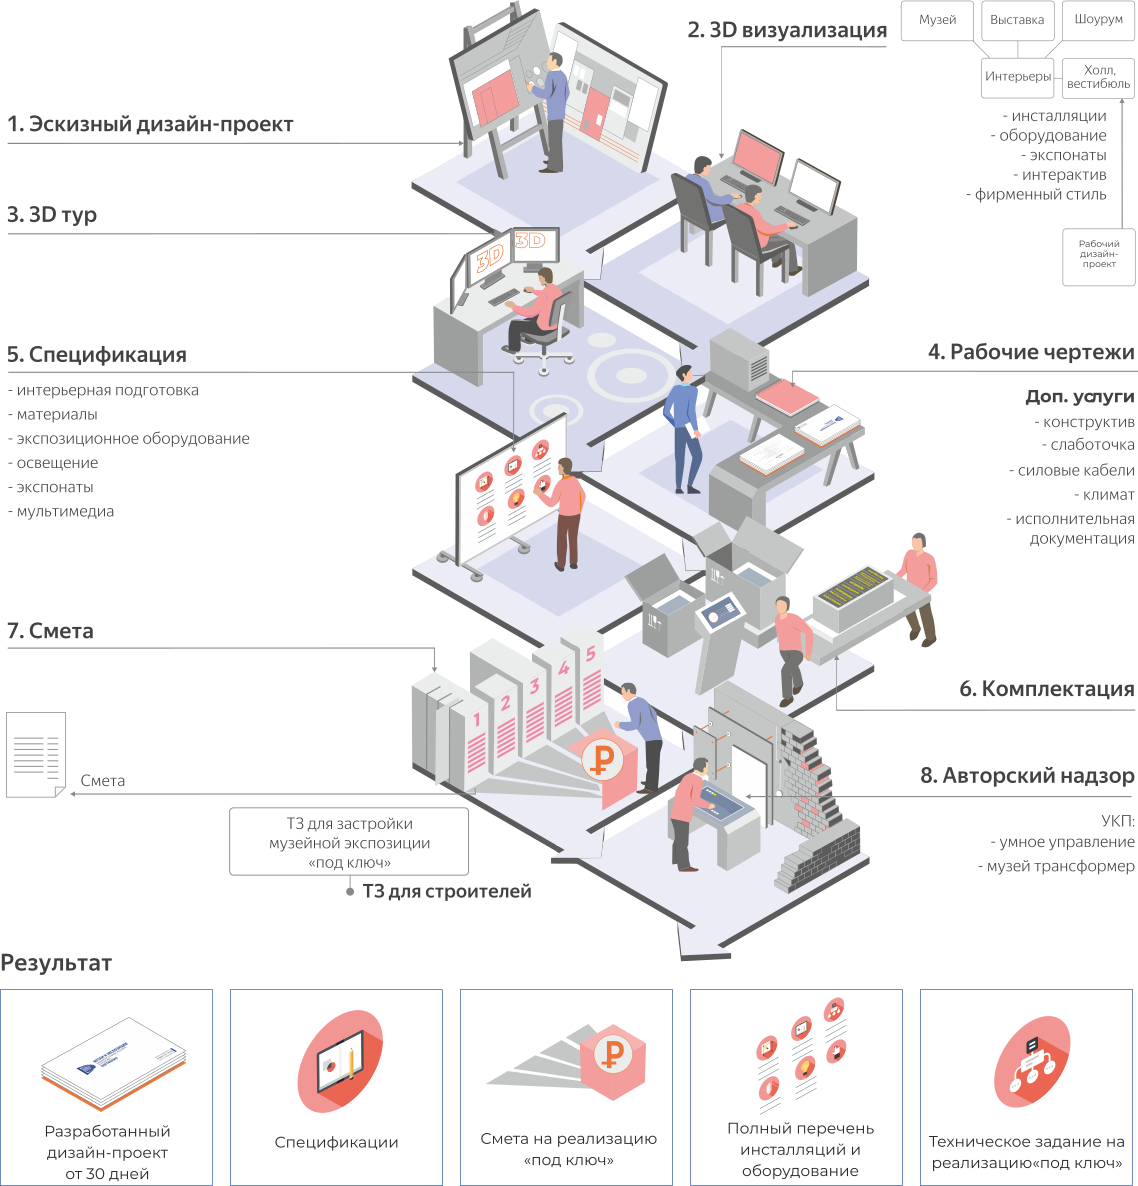 2. 3D визуализация
Музей
Выставка
Шоурум
Интерьеры
Холл,
вестибюль
- инсталляции
- оборудование
- экспонаты
- интерактив
- фирменный стиль
Рабочий
дизайн-
проект
1. Эскизный дизайн-проект
3. 3D тур
3D
3D
5. Спецификация
- интерьерная подготовка
- материалы
- экспозиционное оборудование
- освещение
- экспонаты
- мультимедиа
4. Рабочие чертежи
Доп. услуги
- конструктив
- слаботочка
- силовые кабели
- климат
- исполнительная
документация
7. Смета
1
2
3
4
5
₽
Смета
6. Комплектация
8. Авторский надзор
УКП:
- умное управление
- музей трансформер
ТЗ для застройки
музейной экспозиции
«под ключ»
ТЗ для строителей
Результат
Разработанный
дизайн-проект
от 30 дней
Спецификации
₽
Смета на реализацию
«под ключ»
Полный перечень
инсталляций и
оборудование
Техническое задание на
реализацию«под ключ»